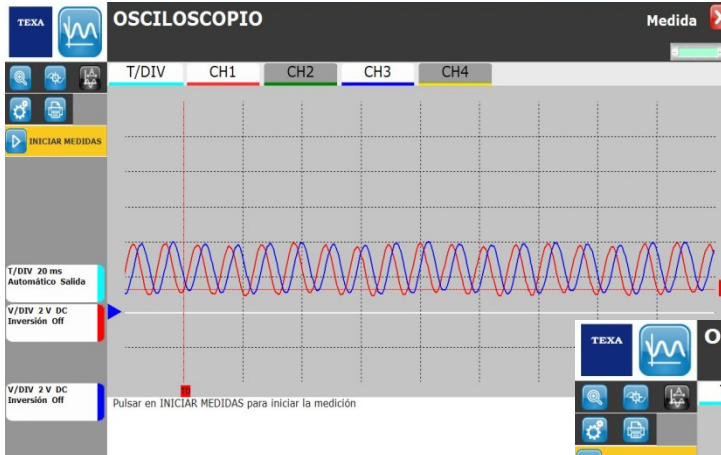 TEXA
OSCILOSCOPIO
Medida
T/DIV CH1 CH2 CH3 CH4
INICIAR MEDIDAS
T/DIV 20 ms
Automático Salida
V/DIV 2 V DC
Inversión Off
V/DIV 2 V DC
Inversión Off
Pulsar en INICIAR MEDIDAS para iniciar la medición
TEXA